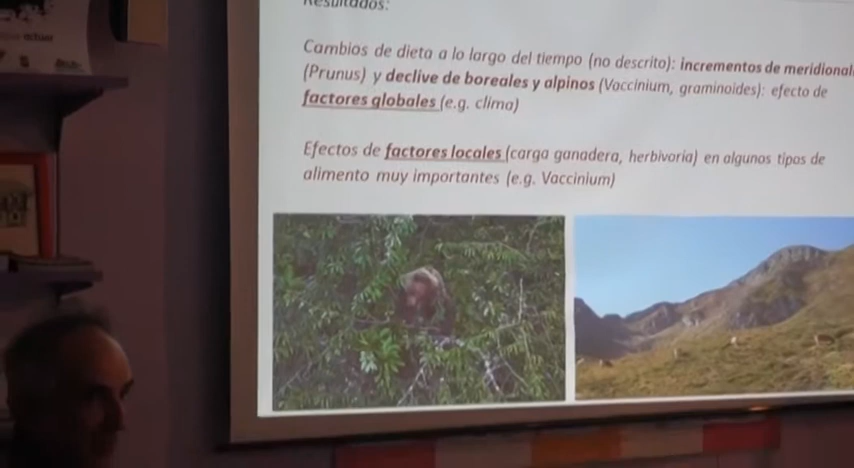 Resultados:
Cambios de dieta a lo largo del tiempo (no descrito): incrementos de meridional
(Prunus) y declive de boreales y alpinos (Vaccinium, graminoides): efecto de
factores globales (e.g. clima)
Efectos de factores locales (carga ganadera, herbivoria) en algunos tipos de
alimento muy importantes (e.g. Vaccinium)